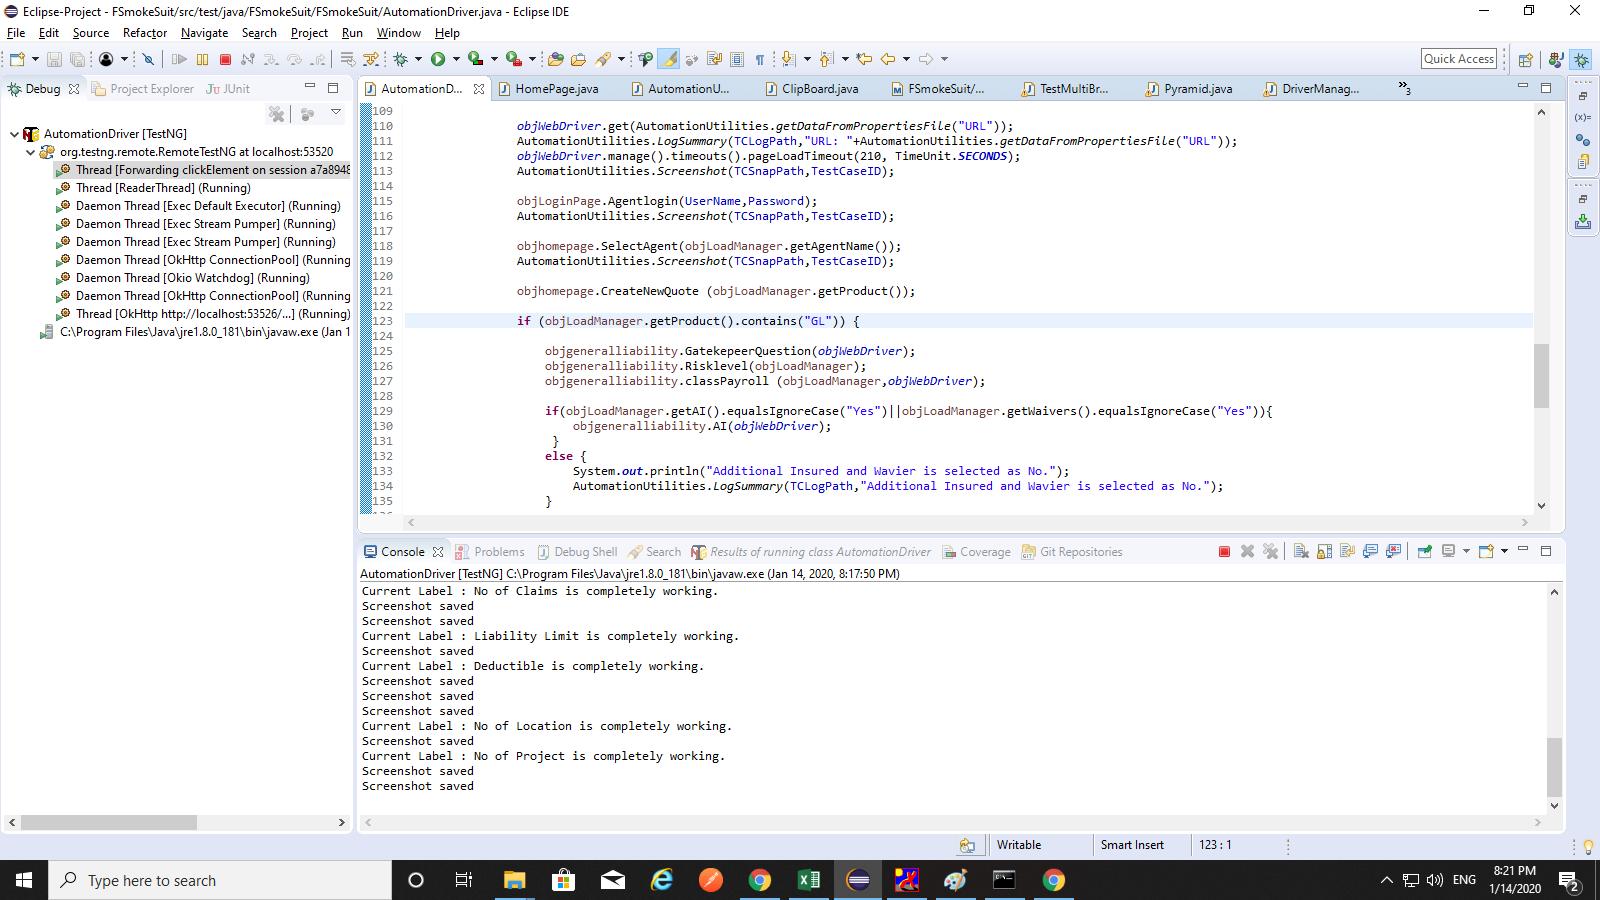 Eclipse-Project - FSmokeSuit/src/test/java/FSmokeSuit/FSmokeSuit/AutomationDriver.java - Eclipse IDE
File Edit Source Refactor Navigate Search Project Run Window Help
Quick Access
Debug Project Explorer JUnit
AutomationDriver [TestNG]
org.testng.remote.RemoteTestNG at localhost:53520
Thread [Forwarding clickElement on session a7a8948
Thread [ReaderThread] (Running)
Daemon Thread [Exec Default Executor] (Running)
Daemon Thread [Exec Stream Pumper] (Running)
Daemon Thread [Exec Stream Pumper] (Running)
Daemon Thread [OkHttp ConnectionPool] (Running
Daemon Thread [Okio Watchdog] (Running)
Daemon Thread [OkHttp ConnectionPool] (Running
Thread [OkHttp http://localhost:53526/...] (Running)
C:\Program Files\Java\jre1.8.0_181\bin\javaw.exe (Jan 1
AutomationD... HomePage.java AutomationU... ClipBoard.java FSmokeSuit/... TestMultiBr... Pyramid.java DriverManag... »3
109
110 objWebDriver.get(AutomationUtilities.getDataFromPropertiesFile("URL"));
111 AutomationUtilities.LogSummary(TCLogPath,"URL: "+AutomationUtilities.getDataFromPropertiesFile("URL"));
112 objWebDriver.manage().timeouts().pageLoadTimeout(210, TimeUnit.SECONDS);
113 AutomationUtilities.Screenshot(TCSnapPath,TestCaseID);
114
115 objLoginPage.Agentlogin(UserName,Password);
116 AutomationUtilities.Screenshot(TCSnapPath,TestCaseID);
117
118 objhomepage.SelectAgent(objLoadManager.getAgentName());
119 AutomationUtilities.Screenshot(TCSnapPath,TestCaseID);
120
121 objhomepage.CreateNewQuote (objLoadManager.getProduct());
122
123 if (objLoadManager.getProduct().contains("GL")) {
124
125 objgeneralliability.GatekepeerQuestion(objWebDriver);
126 objgeneralliability.Risklevel(objLoadManager);
127 objgeneralliability.classPayroll (objLoadManager,objWebDriver);
128
129 if(objLoadManager.getAI().equalsIgnoreCase("Yes")||objLoadManager.getWaivers().equalsIgnoreCase("Yes")){
130 objgeneralliability.AI(objWebDriver);
131 }
132 else {
133 System.out.println("Additional Insured and Wavier is selected as No.");
134 AutomationUtilities.LogSummary(TCLogPath,"Additional Insured and Wavier is selected as No.");
135 }
Console Problems Debug Shell Search Results of running class AutomationDriver Coverage Git Repositories
AutomationDriver [TestNG] C:\Program Files\Java\jre1.8.0_181\bin\javaw.exe (Jan 14, 2020, 8:17:50 PM)
Current Label : No of Claims is completely working.
Screenshot saved
Screenshot saved
Current Label : Liability Limit is completely working.
Screenshot saved
Current Label : Deductible is completely working.
Screenshot saved
Screenshot saved
Screenshot saved
Current Label : No of Location is completely working.
Screenshot saved
Current Label : No of Project is completely working.
Screenshot saved
Screenshot saved
Writable Smart Insert 123 : 1
Type here to search
ENG
8:21 PM
1/14/2020
2